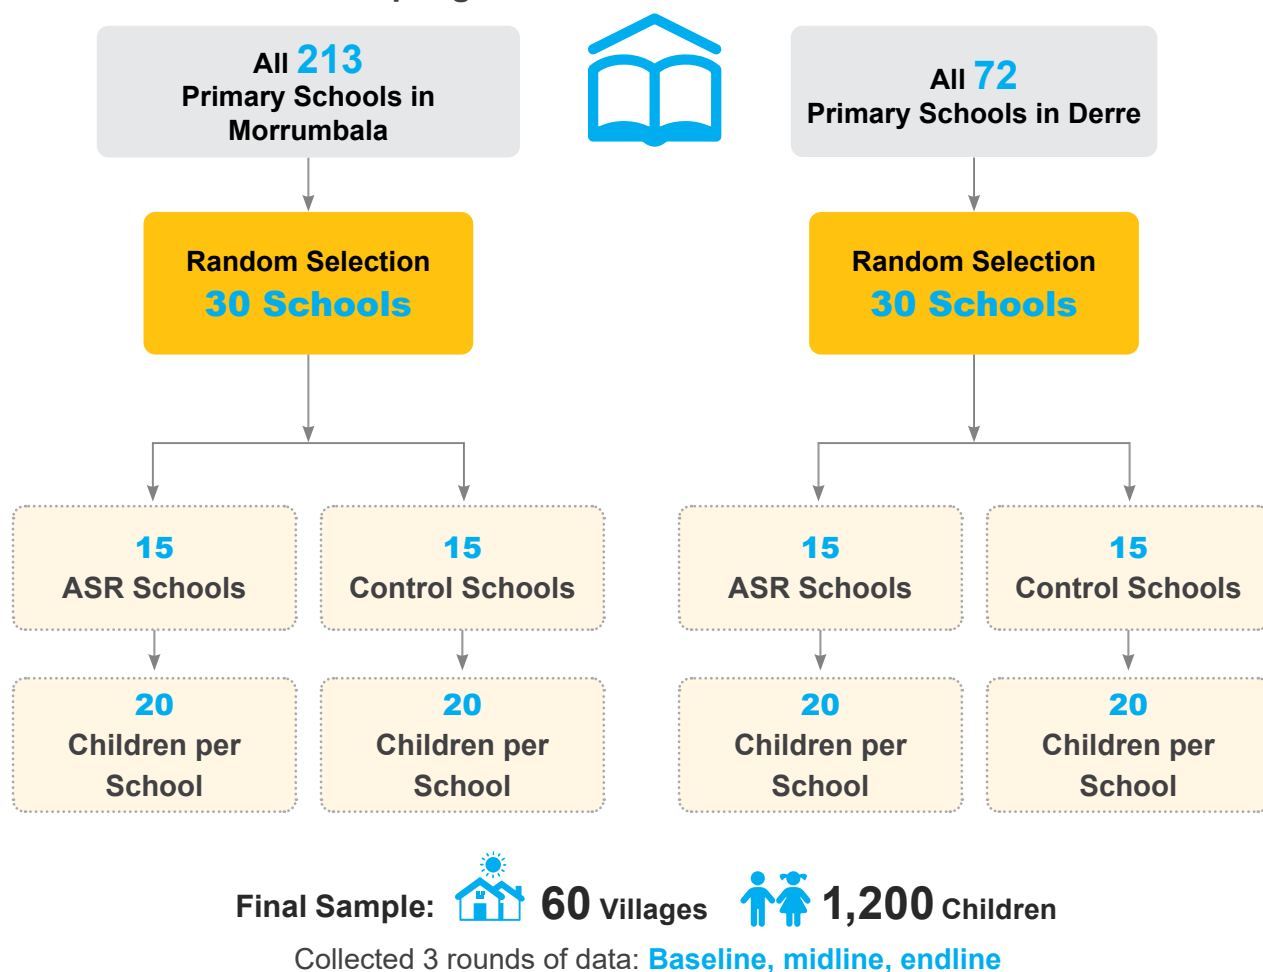 All 213
Primary Schools in
Morrumbala
All 72
Primary Schools in Derre
Random Selection
30 Schools
Random Selection
30 Schools
15
ASR Schools
15
Control Schools
15
ASR Schools
15
Control Schools
20
Children per
School
20
Children per
School
20
Children per
School
20
Children per
School
Final Sample: 60 Villages 1,200 Children
Collected 3 rounds of data: Baseline, midline, endline